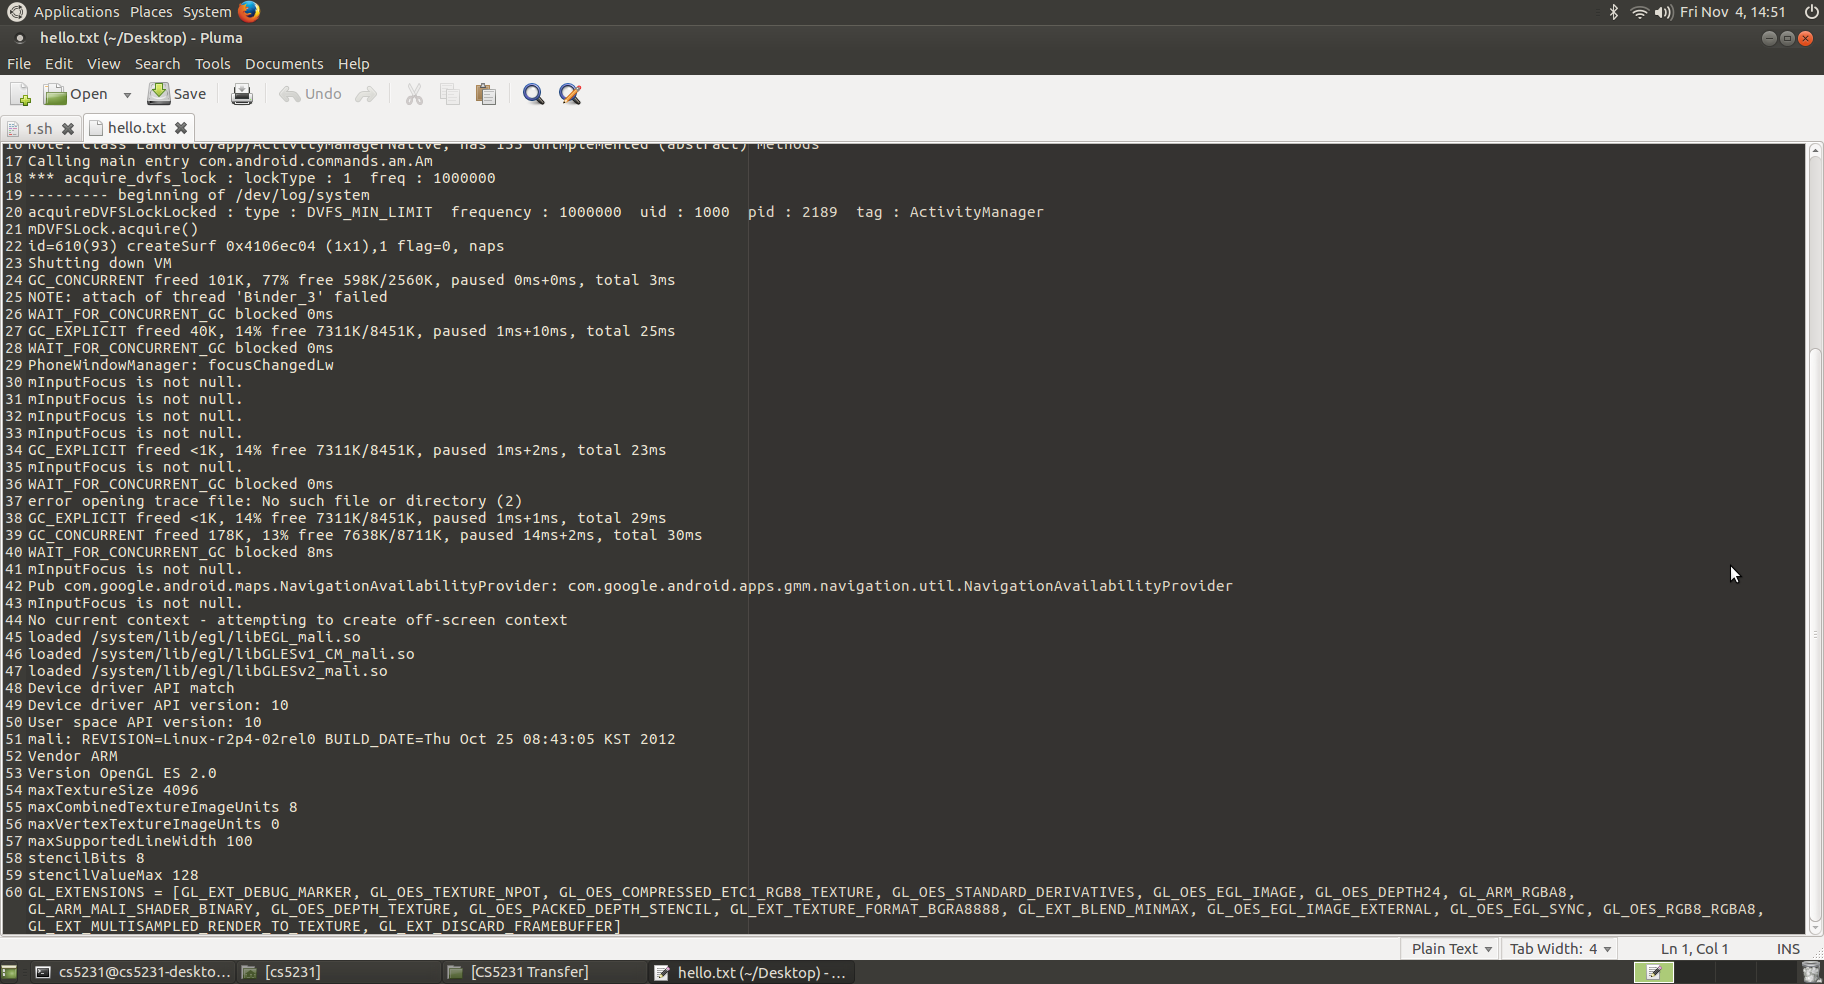 Applications Places System Fri Nov 4, 14:51
hello.txt (~/Desktop) - Pluma
File Edit View Search Tools Documents Help
Open Save Undo
1.sh hello.txt
16 Note: Class Landroid/app/ActivityManagerNative; has 153 unimplemented (abstract) methods
17 Calling main entry com.android.commands.am.Am
18 *** acquire_dvfs_lock : lockType : 1  freq : 1000000
19 --------- beginning of /dev/log/system
20 acquireDVFSLockLocked : type : DVFS_MIN_LIMIT  frequency : 1000000  uid : 1000  pid : 2189  tag : ActivityManager
21 mDVFSLock.acquire()
22 id=610(93) createSurf 0x4106ec04 (1x1),1 flag=0, naps
23 Shutting down VM
24 GC_CONCURRENT freed 101K, 77% free 598K/2560K, paused 0ms+0ms, total 3ms
25 NOTE: attach of thread 'Binder_3' failed
26 WAIT_FOR_CONCURRENT_GC blocked 0ms
27 GC_EXPLICIT freed 40K, 14% free 7311K/8451K, paused 1ms+10ms, total 25ms
28 WAIT_FOR_CONCURRENT_GC blocked 0ms
29 PhoneWindowManager: focusChangedLw
30 mInputFocus is not null.
31 mInputFocus is not null.
32 mInputFocus is not null.
33 mInputFocus is not null.
34 GC_EXPLICIT freed <1K, 14% free 7311K/8451K, paused 1ms+2ms, total 23ms
35 mInputFocus is not null.
36 WAIT_FOR_CONCURRENT_GC blocked 0ms
37 error opening trace file: No such file or directory (2)
38 GC_EXPLICIT freed <1K, 14% free 7311K/8451K, paused 1ms+1ms, total 29ms
39 GC_CONCURRENT freed 178K, 13% free 7638K/8711K, paused 14ms+2ms, total 30ms
40 WAIT_FOR_CONCURRENT_GC blocked 8ms
41 mInputFocus is not null.
42 Pub com.google.android.maps.NavigationAvailabilityProvider: com.google.android.apps.gmm.navigation.util.NavigationAvailabilityProvider
43 mInputFocus is not null.
44 No current context - attempting to create off-screen context
45 loaded /system/lib/egl/libEGL_mali.so
46 loaded /system/lib/egl/libGLESv1_CM_mali.so
47 loaded /system/lib/egl/libGLESv2_mali.so
48 Device driver API match
49 Device driver API version: 10
50 User space API version: 10
51 mali: REVISION=Linux-r2p4-02rel0 BUILD_DATE=Thu Oct 25 08:43:05 KST 2012
52 Vendor ARM
53 Version OpenGL ES 2.0
54 maxTextureSize 4096
55 maxCombinedTextureImageUnits 8
56 maxVertexTextureImageUnits 0
57 maxSupportedLineWidth 100
58 stencilBits 8
59 stencilValueMax 128
60 GL_EXTENSIONS = [GL_EXT_DEBUG_MARKER, GL_OES_TEXTURE_NPOT, GL_OES_COMPRESSED_ETC1_RGB8_TEXTURE, GL_OES_STANDARD_DERIVATIVES, GL_OES_EGL_IMAGE, GL_OES_DEPTH24, GL_ARM_RGBA8,
GL_ARM_MALI_SHADER_BINARY, GL_OES_DEPTH_TEXTURE, GL_OES_PACKED_DEPTH_STENCIL, GL_EXT_TEXTURE_FORMAT_BGRA8888, GL_EXT_BLEND_MINMAX, GL_OES_EGL_IMAGE_EXTERNAL, GL_OES_EGL_SYNC, GL_OES_RGB8_RGBA8,
GL_EXT_MULTISAMPLED_RENDER_TO_TEXTURE, GL_EXT_DISCARD_FRAMEBUFFER]
Plain Text Tab Width: 4 Ln 1, Col 1 INS
cs5231@cs5231-deskto... [cs5231] [CS5231 Transfer] hello.txt (~/Desktop) -...